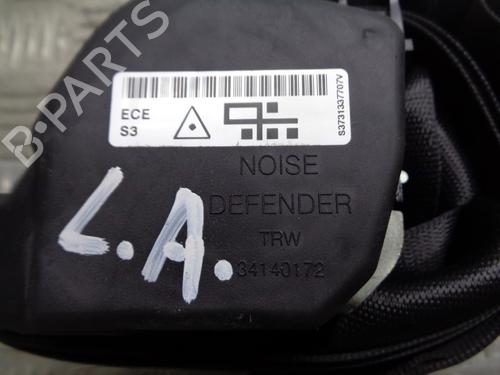 ECE
S3
S3731337707V
NOISE
DEFENDER
TRW
34140172
L.A.
B-PARTS